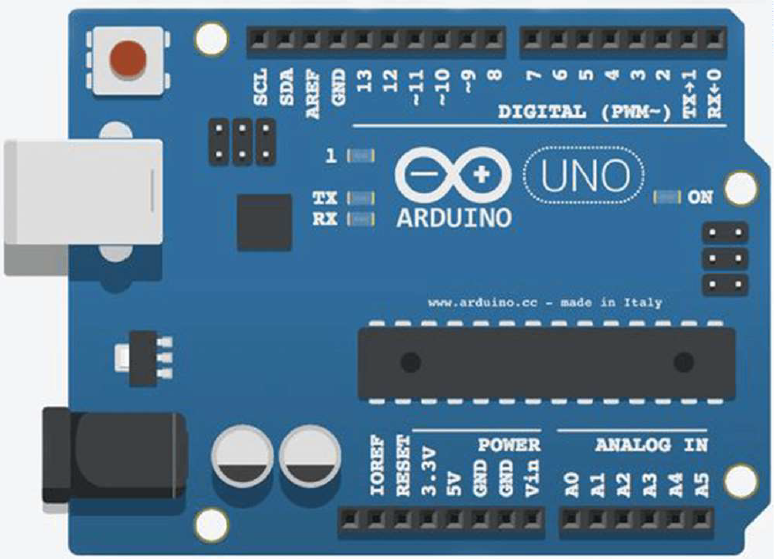 SCL SDA AREF GND 13 12 ~11 ~10 ~9 8 7 6 5 4 3 2 TX→1 RX←0
DIGITAL (PWM~)
1
TX
RX
ARDUINO
UNO
ON
www.arduino.cc - made in Italy
POWER
ANALOG IN
IOREF RESET 3.3V 5V GND GND Vin A0 A1 A2 A3 A4 A5